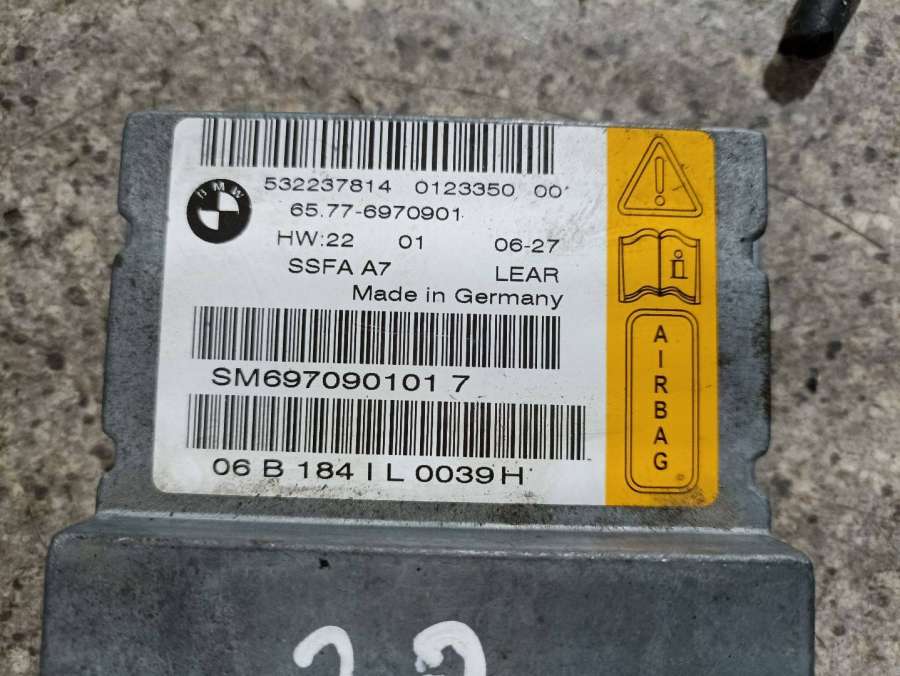 BMW
532237814 0123350 00
65.77-6970901
HW:22 01 06-27
SSFA A7 LEAR
Made in Germany
SM697090101 7
06 B 184 I L 0039 H
i
AIRBAG